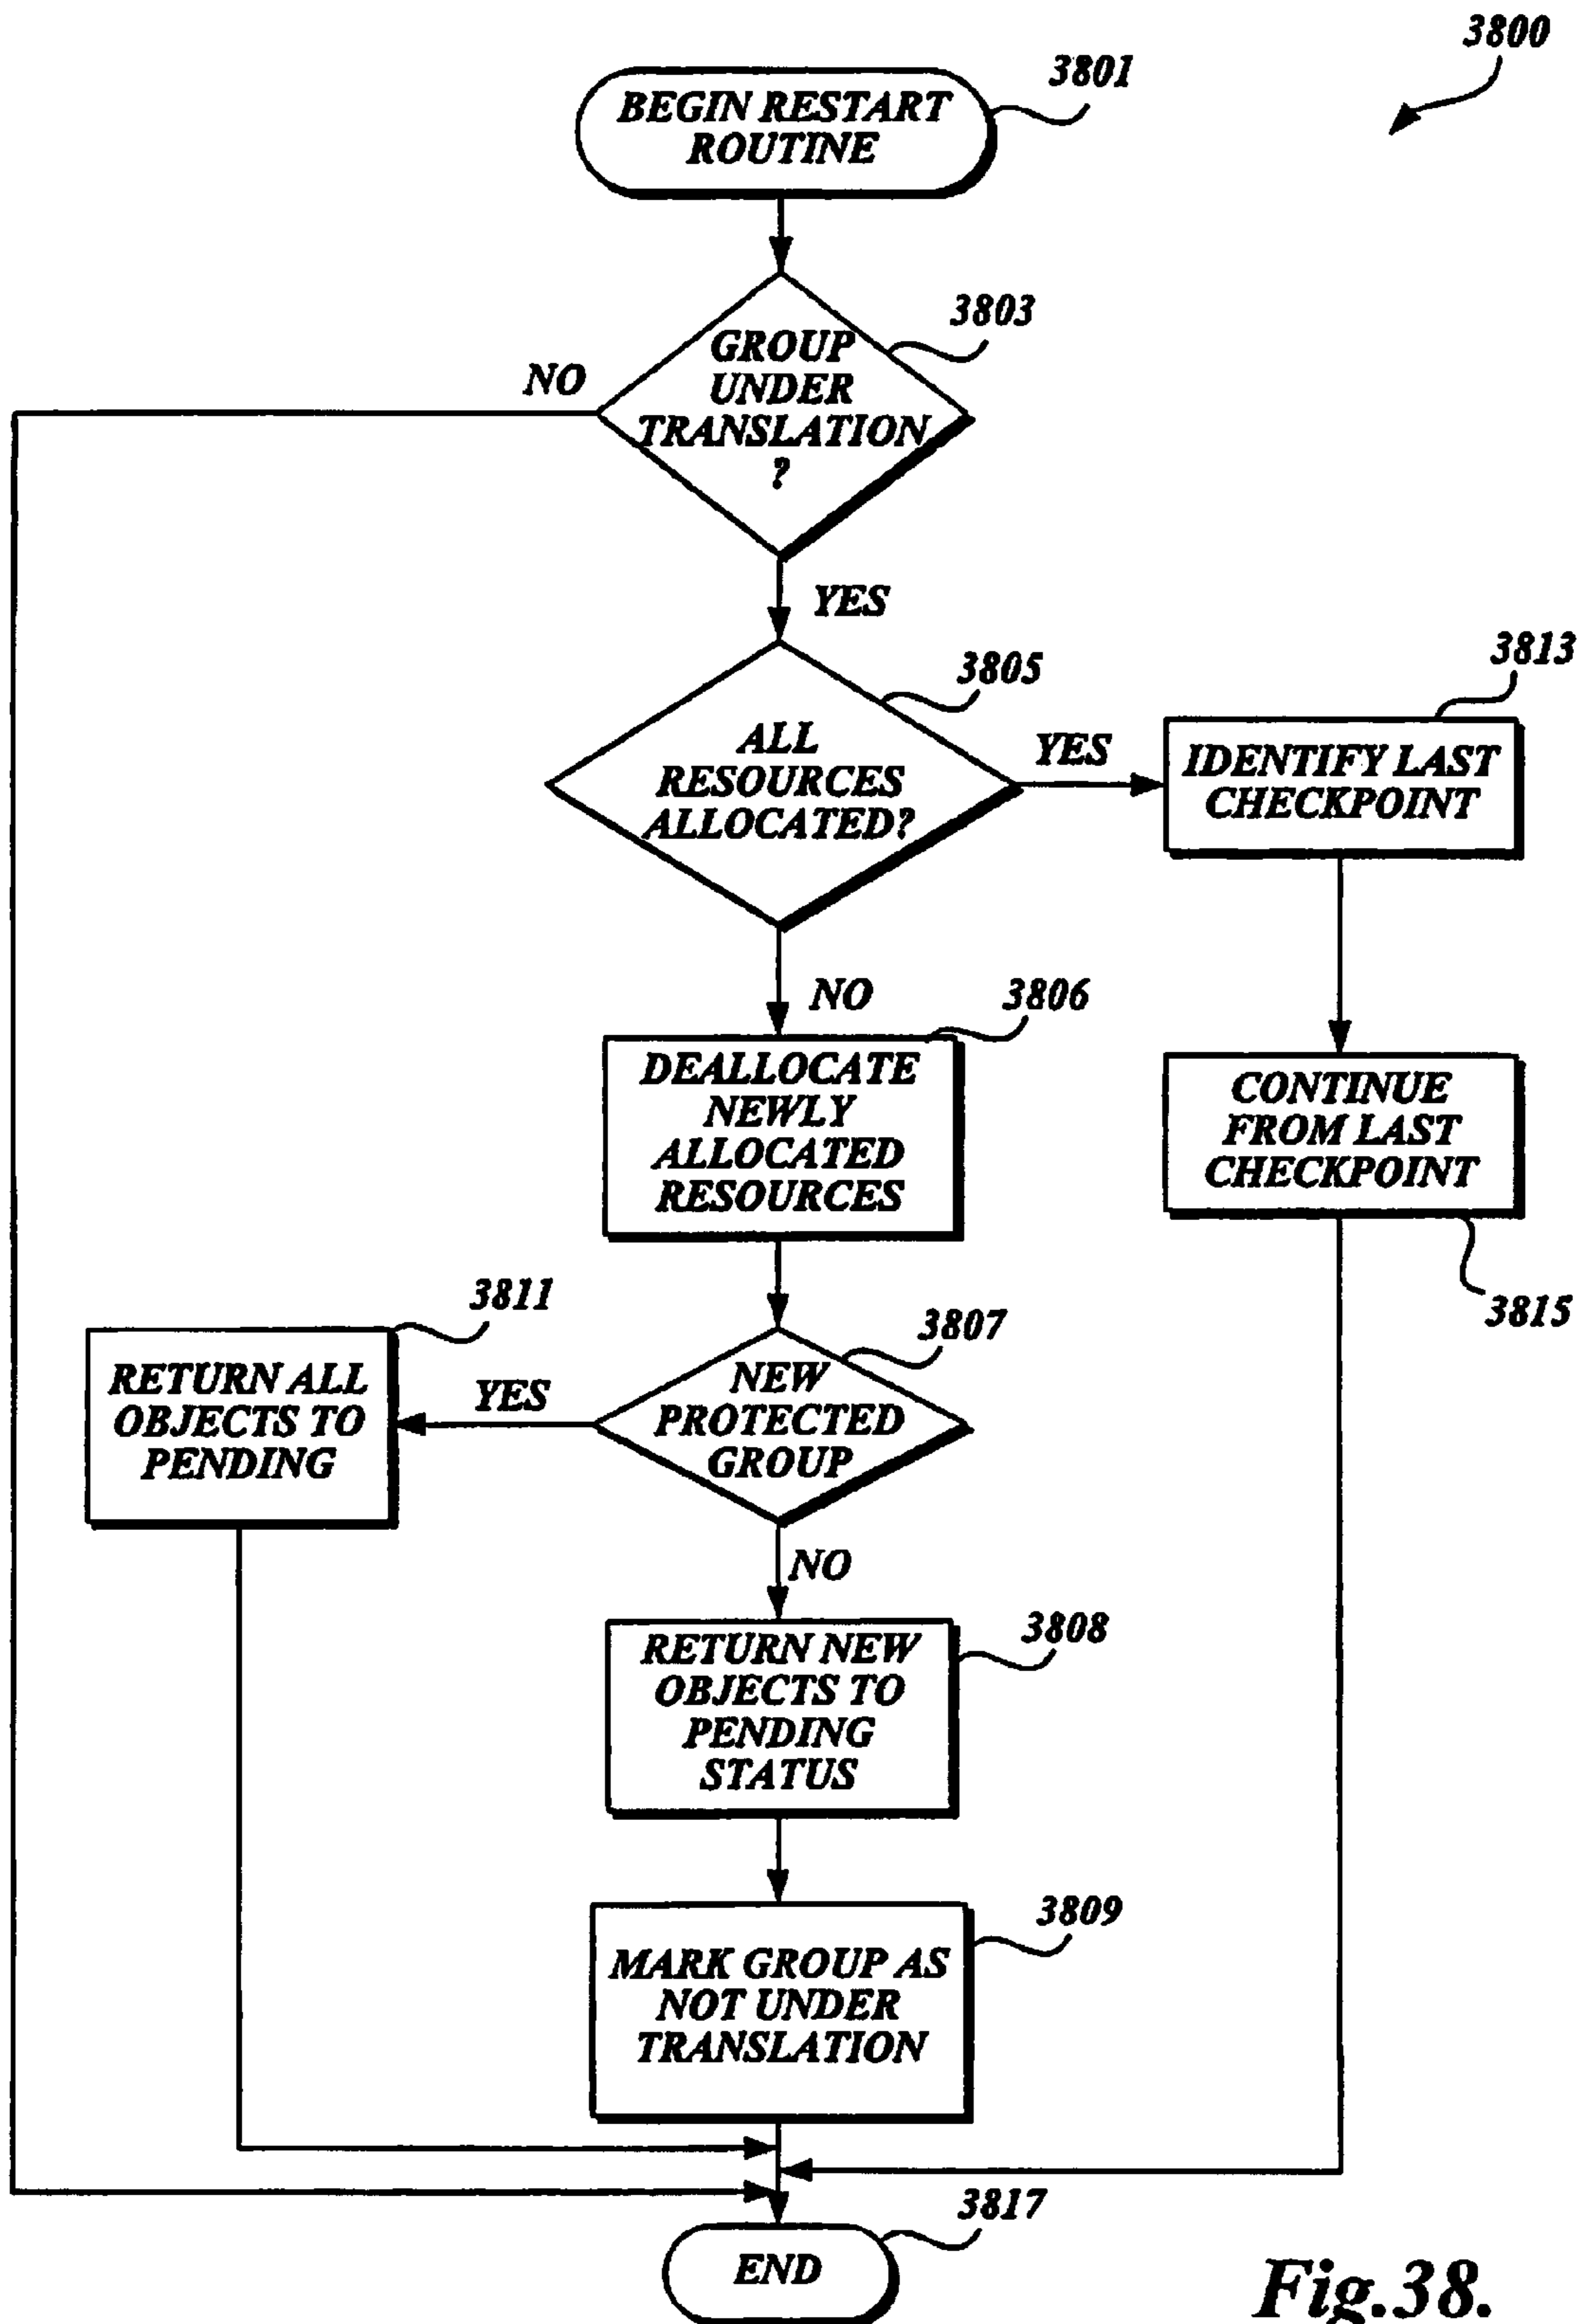 3800
3801
BEGIN RESTART
ROUTINE
3803
GROUP
UNDER
TRANSLATION
?
NO
YES
3805
ALL
RESOURCES
ALLOCATED?
YES
3813
IDENTIFY LAST
CHECKPOINT
NO
3806
DEALLOCATE
NEWLY
ALLOCATED
RESOURCES
CONTINUE
FROM LAST
CHECKPOINT
3815
3811
RETURN ALL
OBJECTS TO
PENDING
YES
3807
NEW
PROTECTED
GROUP
NO
3808
RETURN NEW
OBJECTS TO
PENDING
STATUS
3809
MARK GROUP AS
NOT UNDER
TRANSLATION
3817
END
Fig.38.